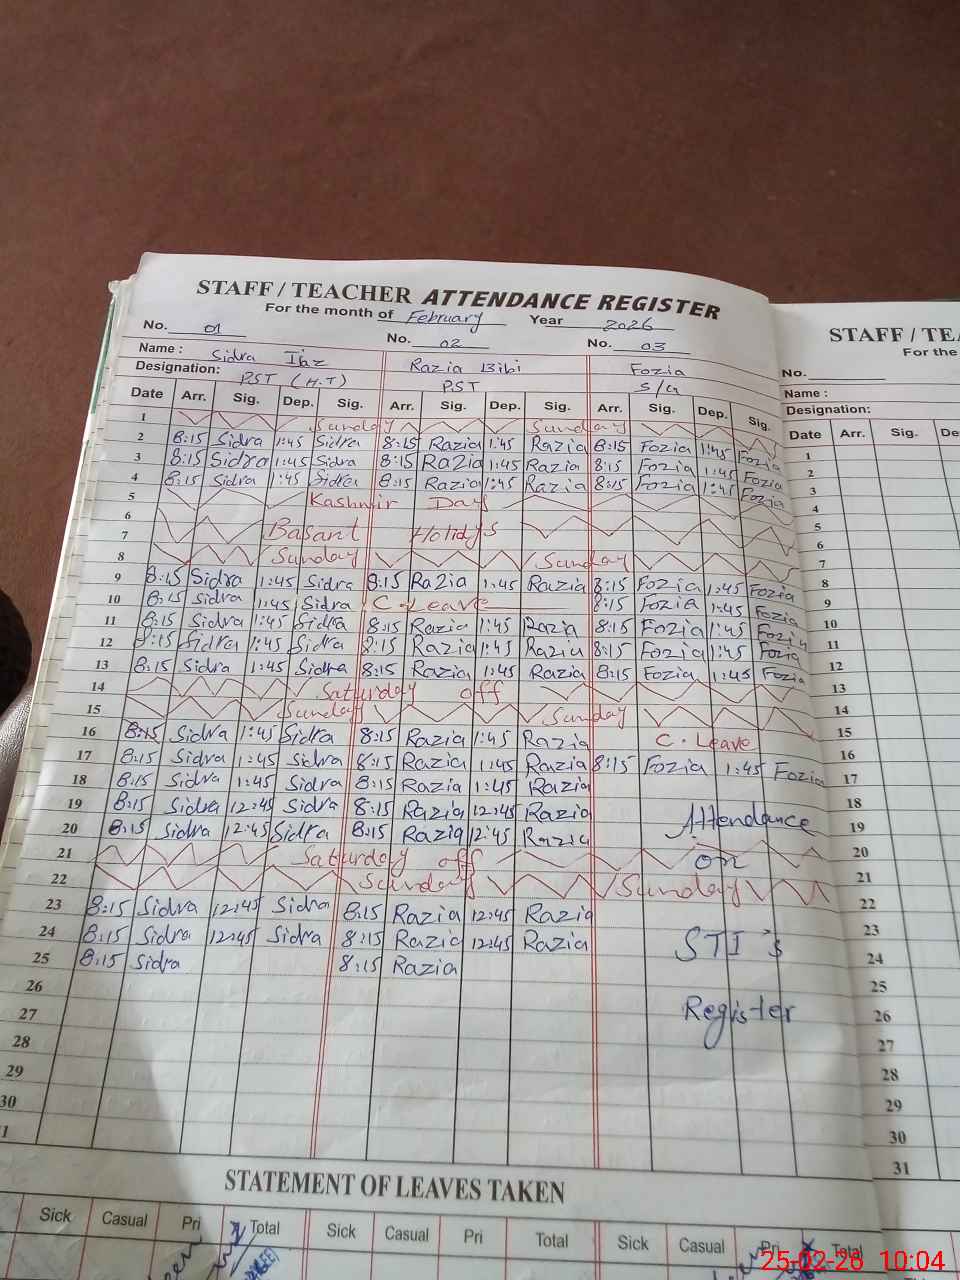 STAFF / TEACHER ATTENDANCE REGISTER
For the month of February Year 2026
No. 01 No. 02 No. 03
Name : Sidra Razia Bibi Fozia
Designation: PST (H.T) PST
Date Arr. Sig. Dep. Sig. Arr. Sig. Dep. Sig. Arr. Sig. Dep. Sig.
1 Sunday Sunday
2 8:15 Sidra 1:45 Sidra 8:15 Razia 1:45 Razia 8:15 Fozia 1:45 Fozia
3 8:15 Sidra 1:45 Sidra 8:15 Razia 1:45 Razia 8:15 Fozia 1:45 Fozia
4 8:15 Sidra 1:45 Sidra 8:15 Razia 1:45 Razia 8:15 Fozia 1:45 Fozia
5 Kashmir Day
6
7 Basant Holidys
8 Sunday Sunday
9 8:15 Sidra 1:45 Sidra 8:15 Razia 1:45 Razia 8:15 Fozia 1:45 Fozia
10 8:15 Sidra 1:45 Sidra C.Leave 8:15 Fozia 1:45 Fozia
11 8:15 Sidra 1:45 Sidra 8:15 Razia 1:45 Razia 8:15 Fozia 1:45 Fozia
12 8:15 Sidra 1:45 Sidra 8:15 Razia 1:45 Razia 8:15 Fozia 1:45 Fozia
13 8:15 Sidra 1:45 Sidra 8:15 Razia 1:45 Razia 8:15 Fozia 1:45 Fozia
14 Saturday off
15 Sunday Sunday
16 8:15 Sidra 1:45 Sidra 8:15 Razia 1:45 Razia C.Leave
17 8:15 Sidra 1:45 Sidra 8:15 Razia 1:45 Razia 8:15 Fozia 1:45 Fozia
18 8:15 Sidra 1:45 Sidra 8:15 Razia 1:45 Razia
19 8:15 Sidra 12:45 Sidra 8:15 Razia 12:45 Razia Attendance
20 8:15 Sidra 12:45 Sidra 8:15 Razia 12:45 Razia
21 Saturday off on
22 Sunday Sunday
23 8:15 Sidra 12:45 Sidra 8:15 Razia 12:45 Razia
24 8:15 Sidra 12:45 Sidra 8:15 Razia 12:45 Razia STI's
25 8:15 Sidra 8:15 Razia
26 Register
27
28
29
30
STATEMENT OF LEAVES TAKEN
Sick Casual Pri Total Sick Casual Pri Total Sick Casual Pri Total
STAFF / TEA
For the
No.
Name :
Designation:
Date Arr. Sig. De
1
2
3
4
5
6
7
8
9
10
11
12
13
14
15
16
17
18
19
20
21
22
23
24
25
26
27
28
29
30
31
25-02-26 10:04